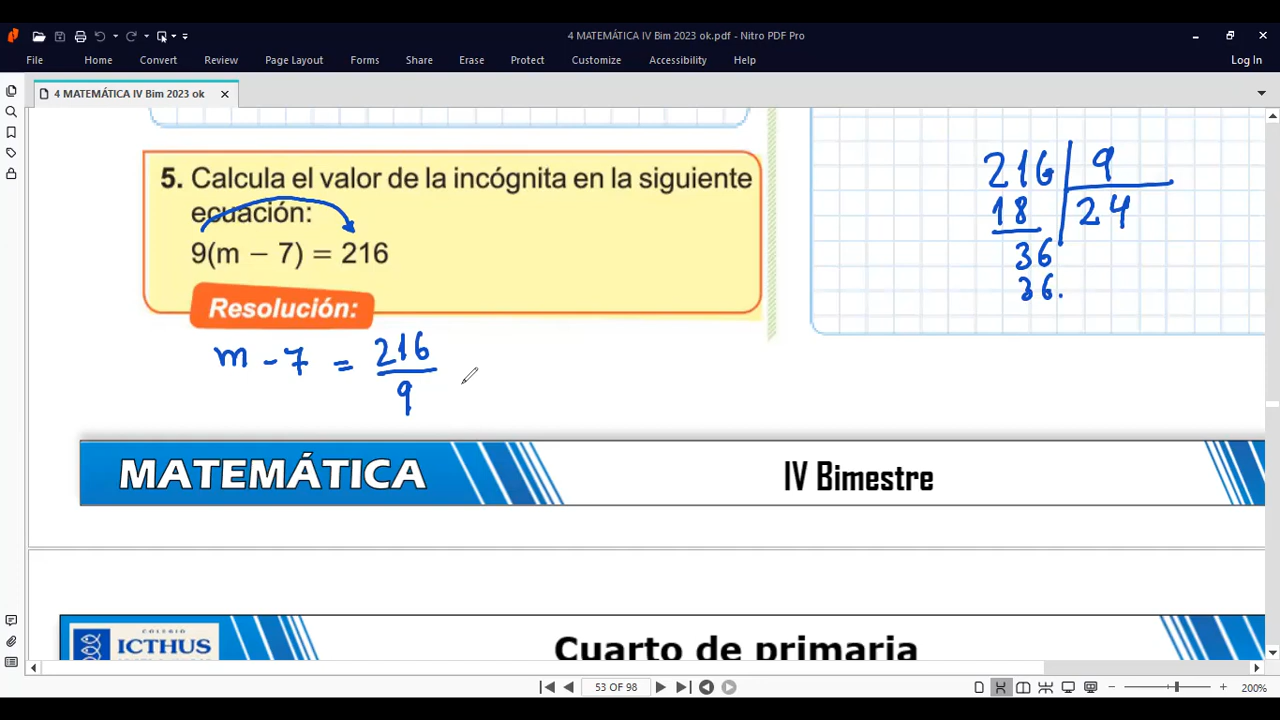 4 MATEMÁTICA IV Bim 2023 ok.pdf - Nitro PDF Pro
File Home Convert Review Page Layout Forms Share Erase Protect Customize Accessibility Help Log In
4 MATEMÁTICA IV Bim 2023 ok
5. Calcula el valor de la incógnita en la siguiente
ecuación:
9(m − 7) = 216
Resolución:
m - 7 = 216
9
216 9
18 24
36
36.
MATEMÁTICA IV Bimestre
COLEGIO
ICTHUS
Cuarto de primaria
53 OF 98
200%